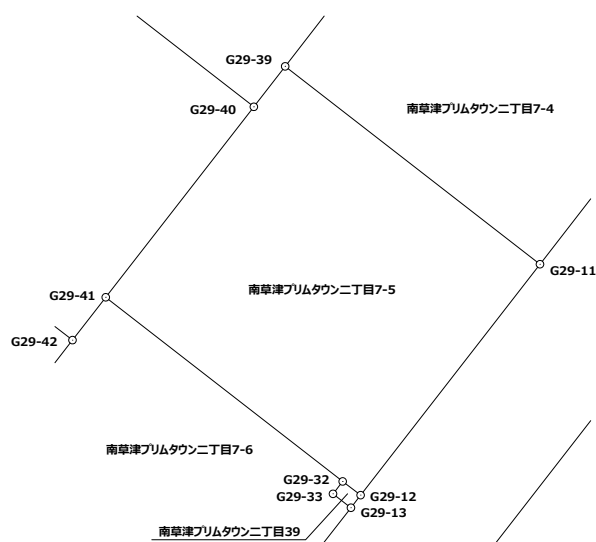 G29-39
G29-40
南草津プリムタウン二丁目7-4
G29-11
南草津プリムタウン二丁目7-5
G29-41
G29-42
南草津プリムタウン二丁目7-6
G29-32
G29-33
G29-12
G29-13
南草津プリムタウン二丁目39